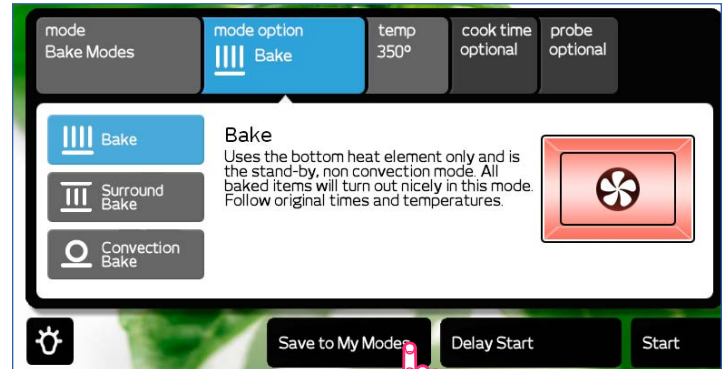 mode
Bake Modes
mode option
Bake
temp
350°
cook time
optional
probe
optional
Bake
Surround
Bake
Convection
Bake
Bake
Uses the bottom heat element only and is
the stand-by, non convection mode. All
baked items will turn out nicely in this mode.
Follow original times and temperatures.
Save to My Modes
Delay Start
Start